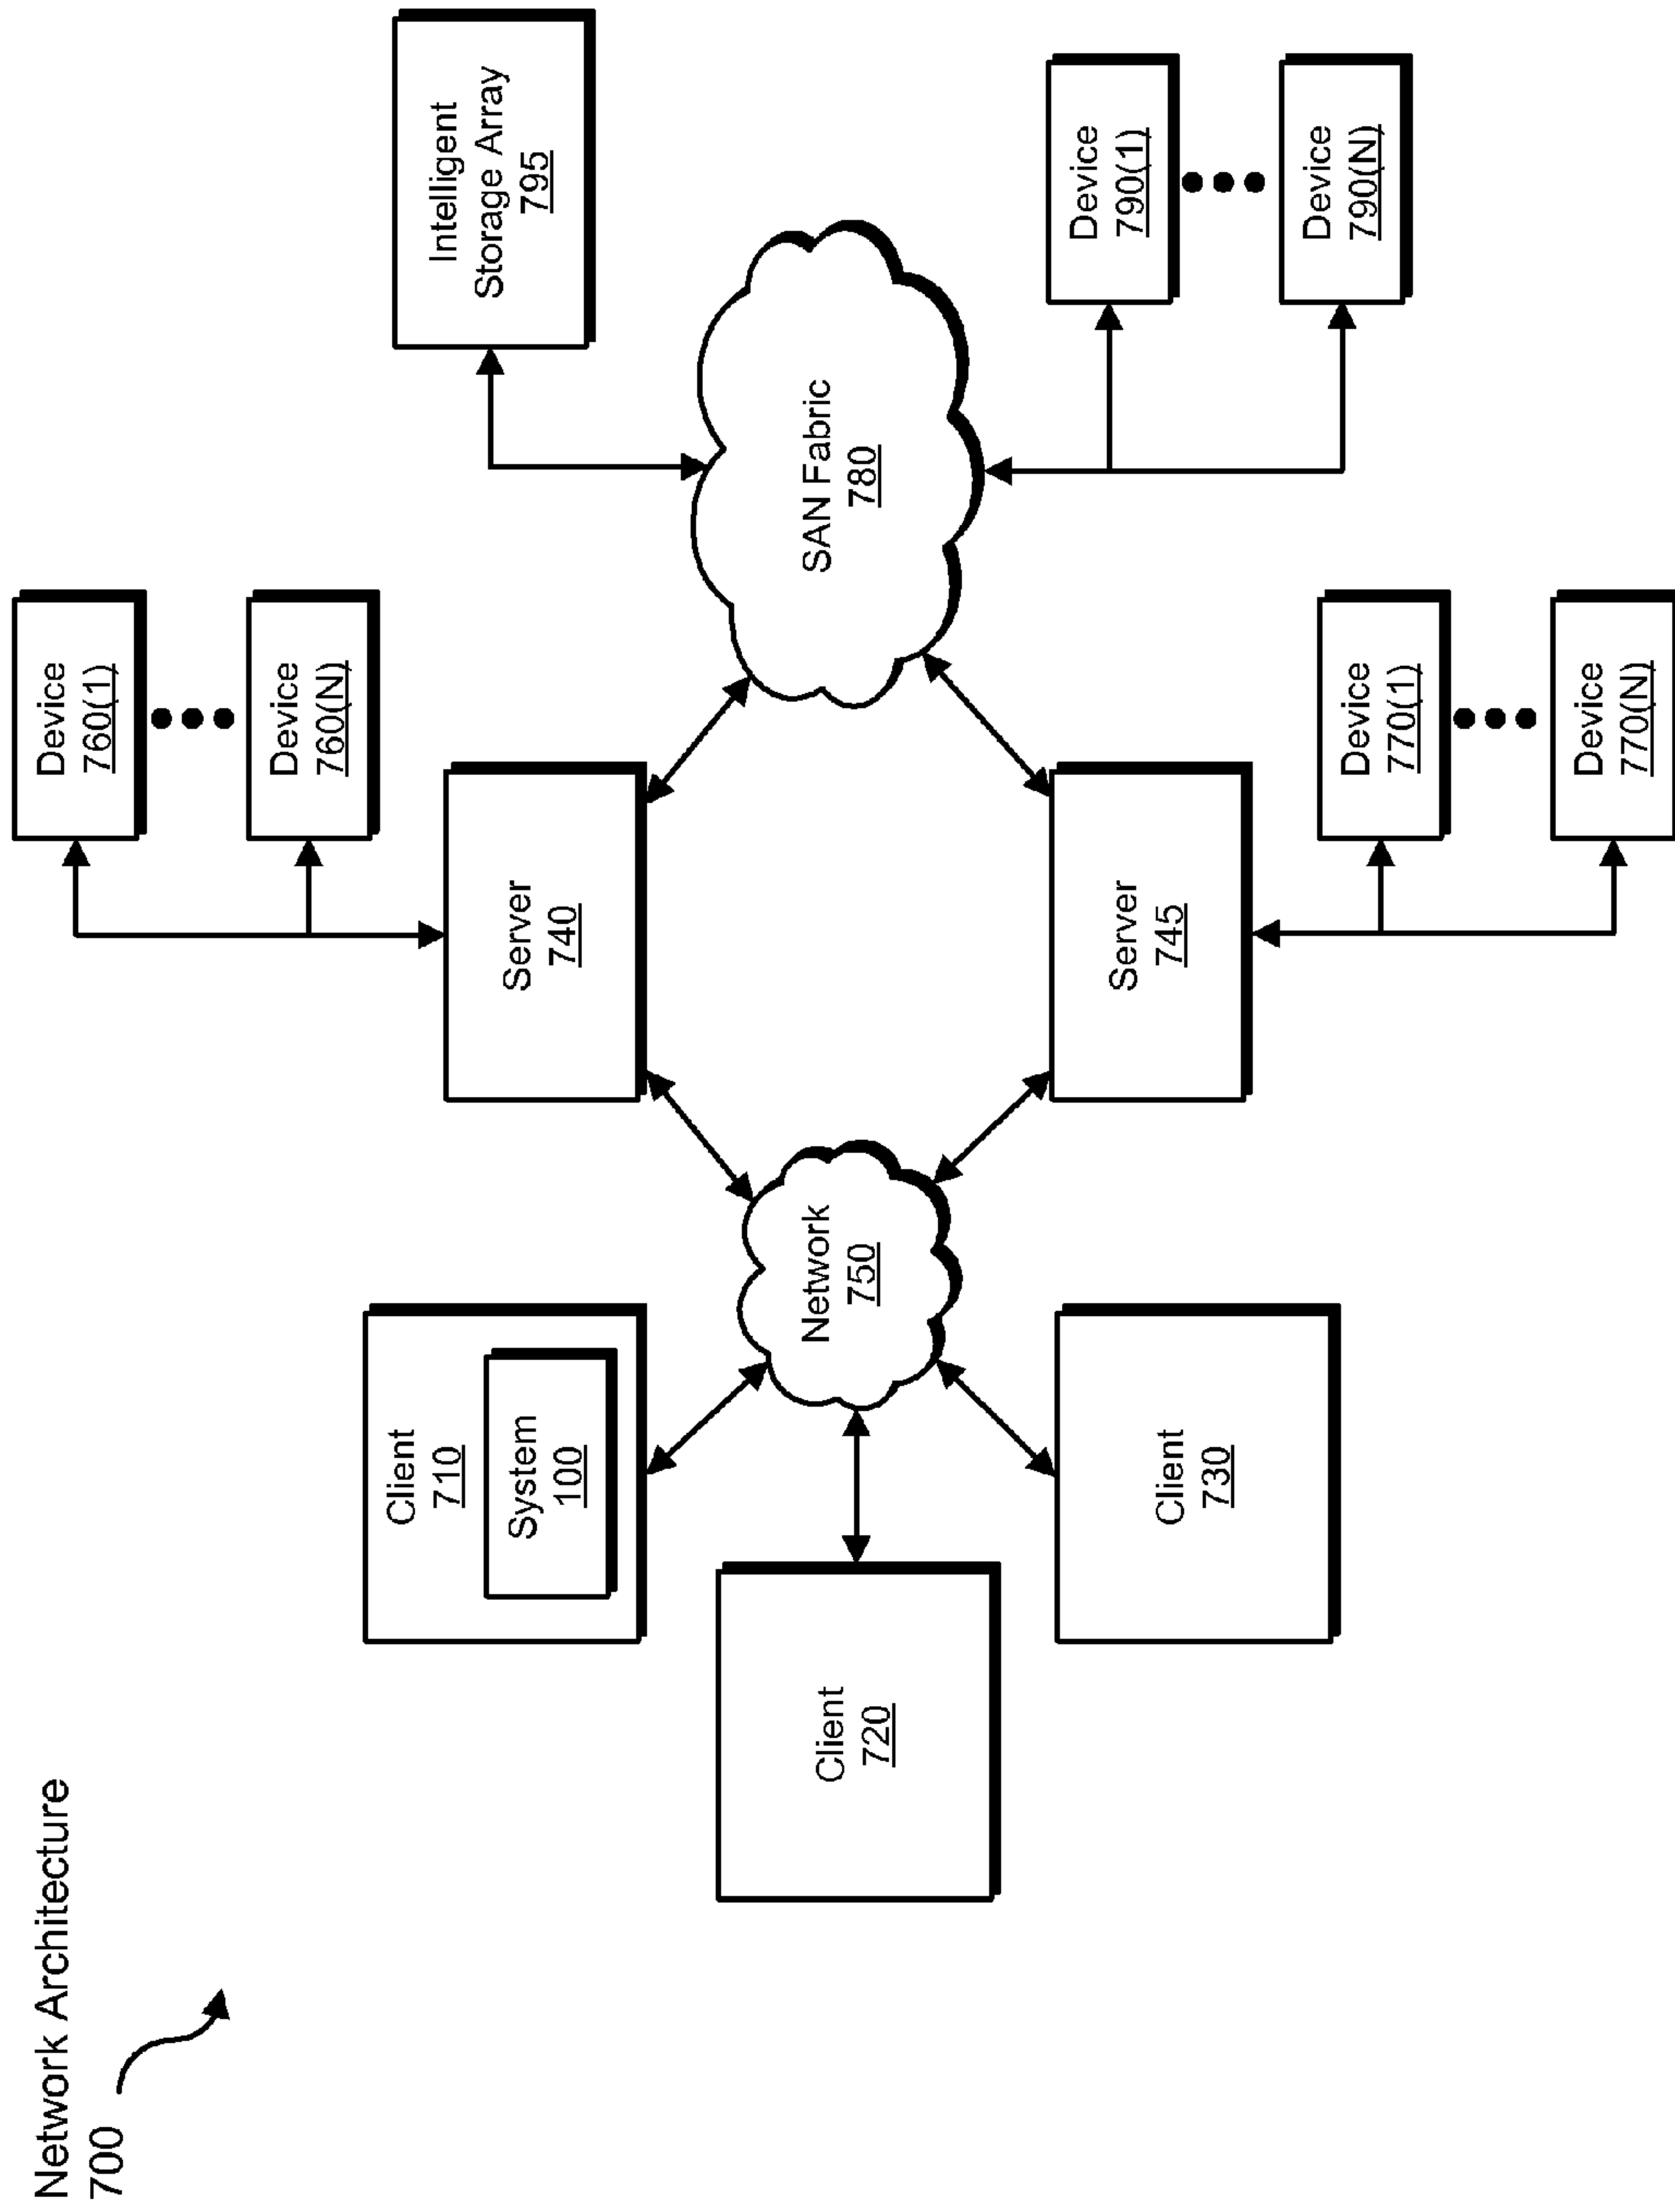 Network Architecture
700
Client
710
System
100
Client
720
Client
730
Network
750
Device
760(1)
Device
760(N)
Server
740
Server
745
Device
770(1)
Device
770(N)
SAN Fabric
780
Intelligent
Storage Array
795
Device
790(1)
Device
790(N)